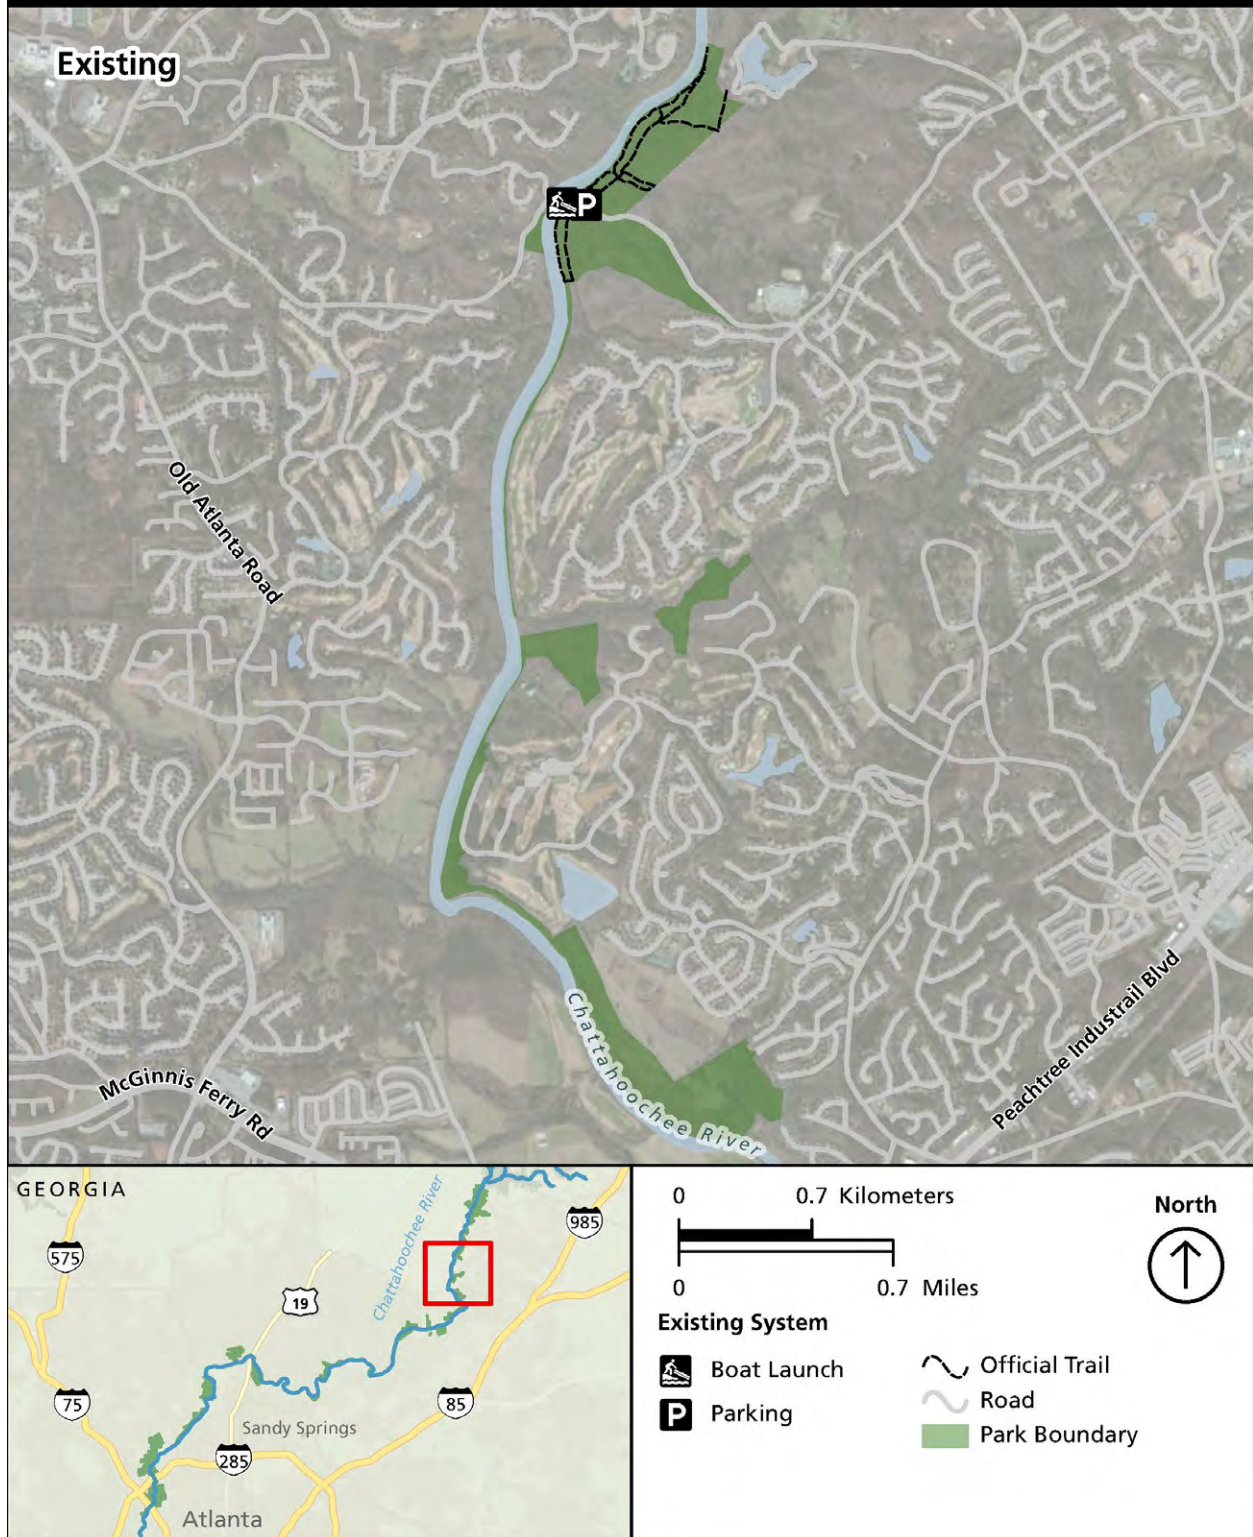 Existing
P
Old Atlanta Road
Chattahoochee River
McGinnis Ferry Rd
Peachtree Industrail Blvd
GEORGIA
Chattahoochee River
575
985
19
75
85
Sandy Springs
285
Atlanta
0 0.7 Kilometers
0 0.7 Miles
North
Existing System
Boat Launch
P Parking
Official Trail
Road
Park Boundary